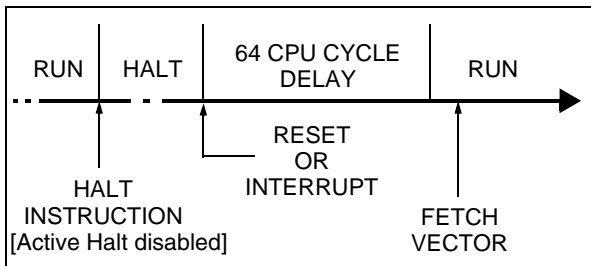 RUN
HALT
64 CPU CYCLE
DELAY
RUN
RESET
OR
INTERRUPT
HALT
INSTRUCTION
[Active Halt disabled]
FETCH
VECTOR